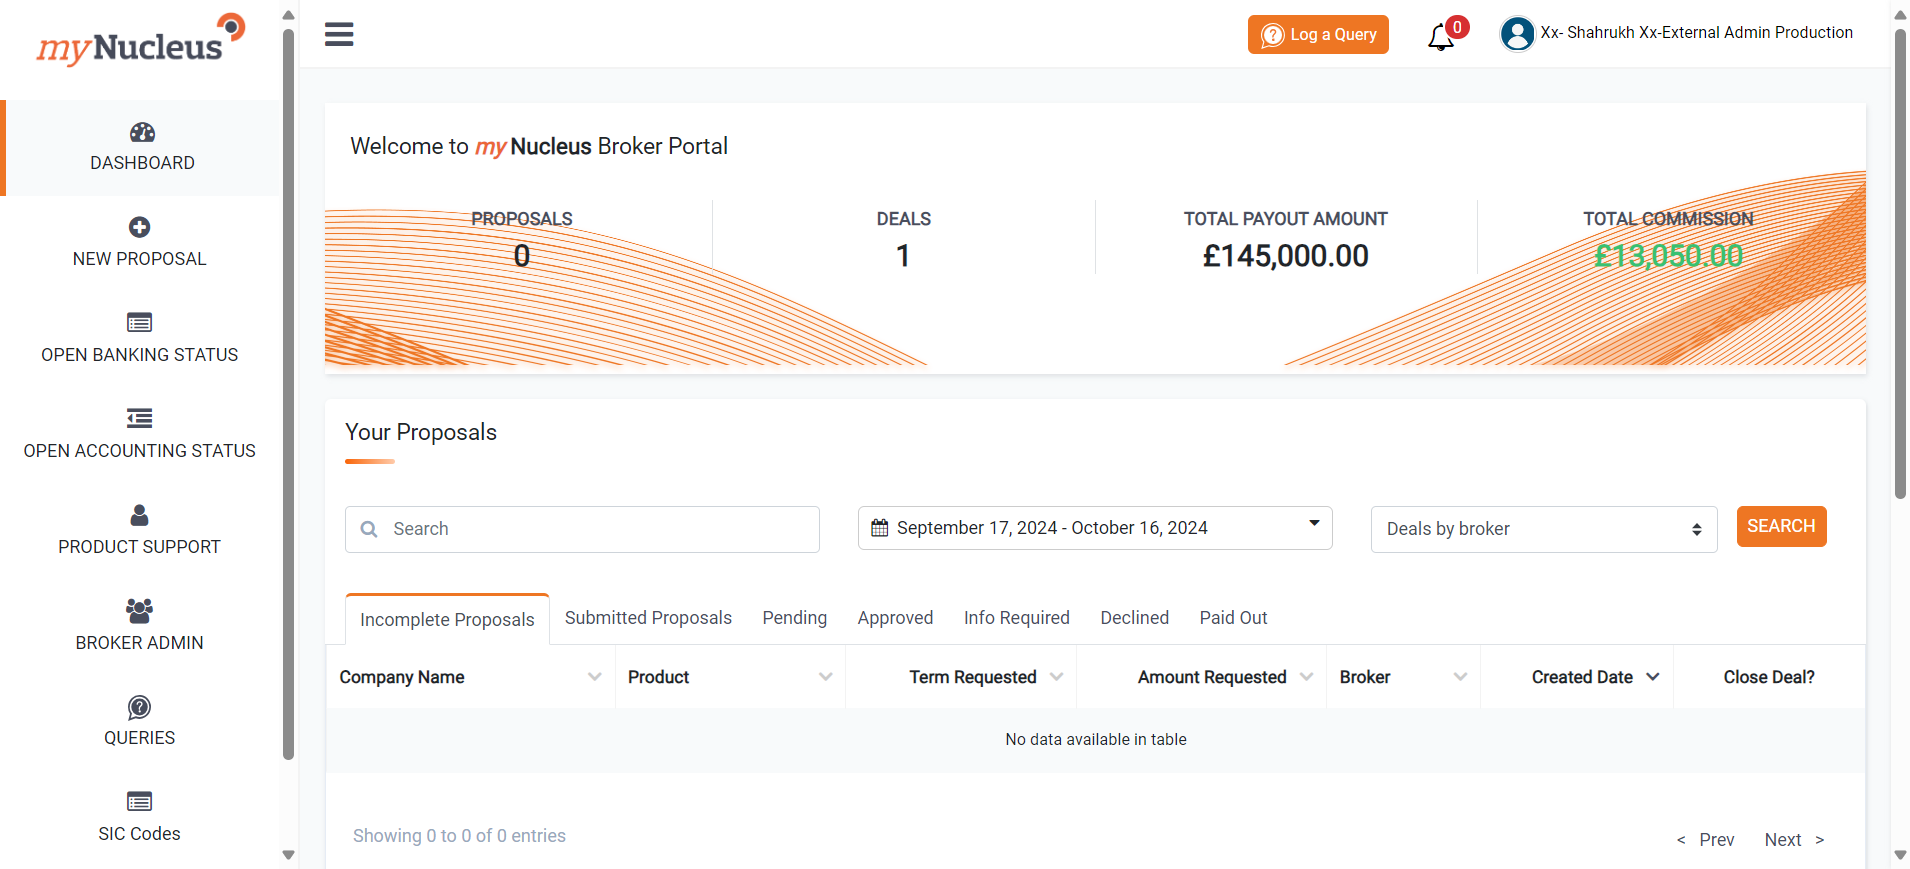 myNucleus
DASHBOARD
NEW PROPOSAL
OPEN BANKING STATUS
OPEN ACCOUNTING STATUS
PRODUCT SUPPORT
BROKER ADMIN
QUERIES
SIC Codes
Log a Query
0
Xx- Shahrukh Xx-External Admin Production
Welcome to my Nucleus Broker Portal
PROPOSALS
0
DEALS
1
TOTAL PAYOUT AMOUNT
£145,000.00
TOTAL COMMISSION
£13,050.00
Your Proposals
Search
September 17, 2024 - October 16, 2024
Deals by broker
SEARCH
Incomplete Proposals Submitted Proposals Pending Approved Info Required Declined Paid Out
Company Name Product Term Requested Amount Requested Broker Created Date Close Deal?
No data available in table
Showing 0 to 0 of 0 entries
< Prev Next >